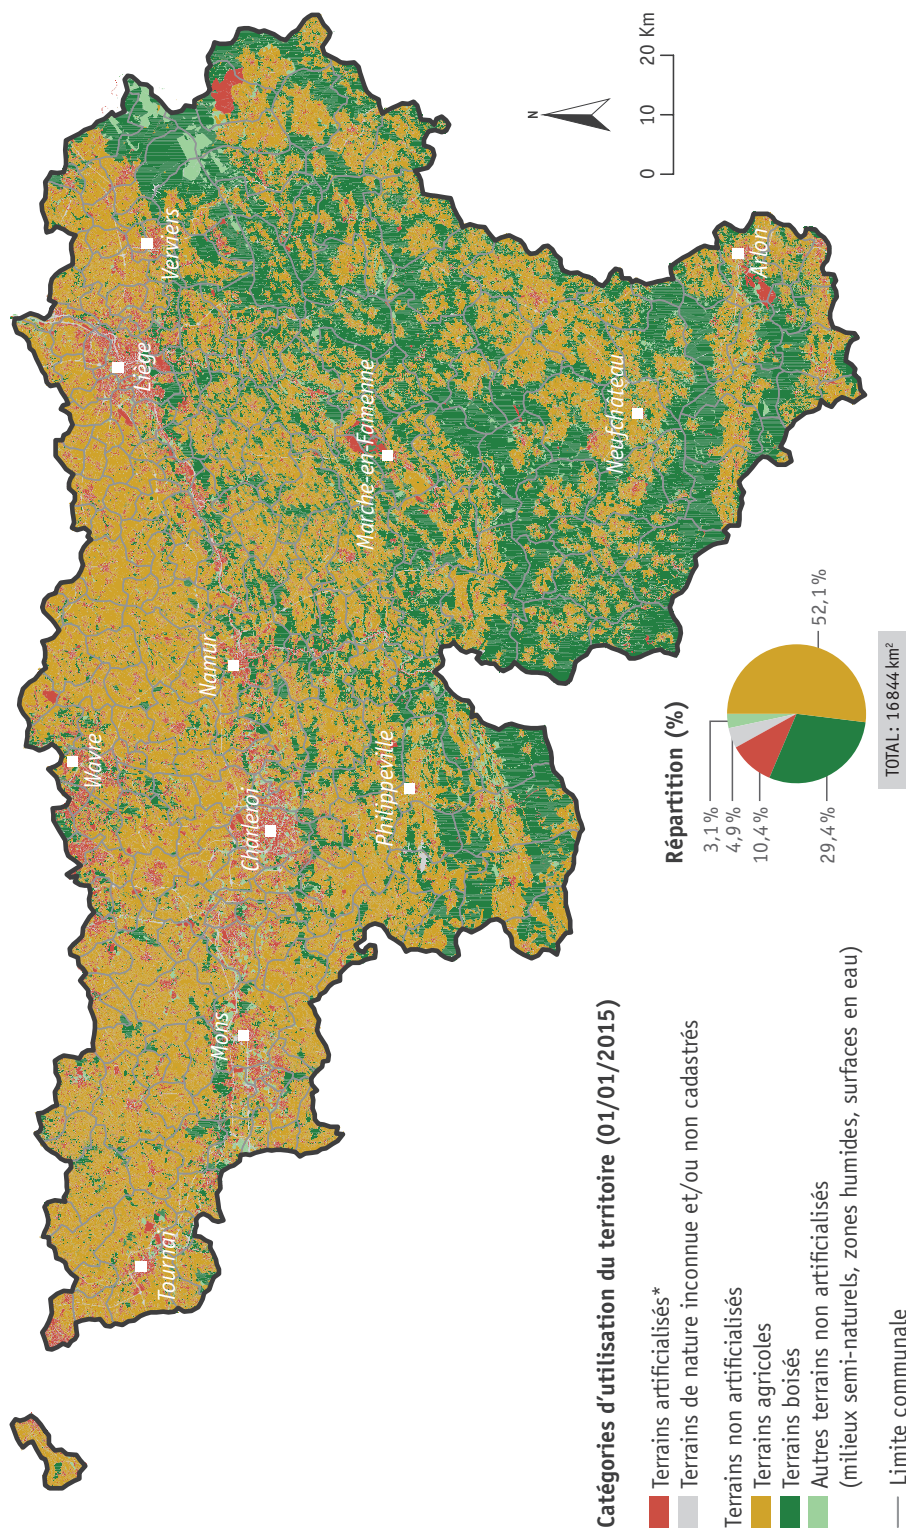 Tournai
Mons
Charleroi
Wavre
Namur
Philippeville
Liège
Verviers
Marche-en-Famenne
Neufchâteau
Arlon
N
0 10 20 Km
Catégories d'utilisation du territoire (01/01/2015)
Terrains artificialisés*
Terrains de nature inconnue et/ou non cadastrés
Terrains non artificialisés
Terrains agricoles
Terrains boisés
Autres terrains non artificialisés
(milieux semi-naturels, zones humides, surfaces en eau)
Limite communale
Répartition (%)
3,1 %
4,9 %
10,4 %
29,4 %
52,1 %
TOTAL: 16 844 km²